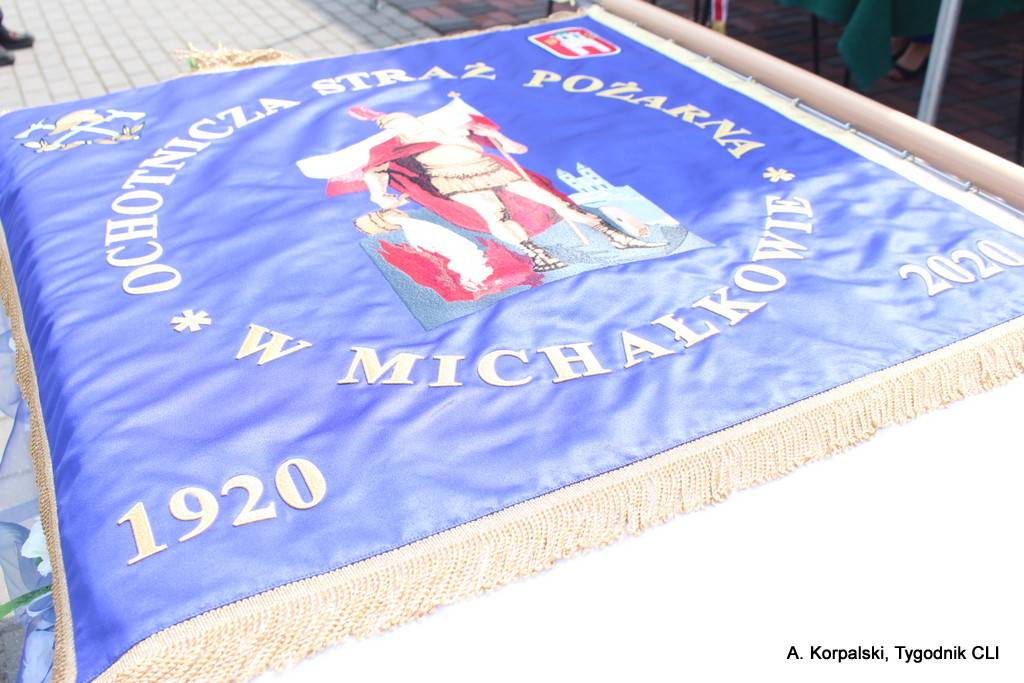 OCHOTNICZA STRAŻ POŻARNA
* W MICHAŁKOWIE *
1920
2020
A. Korpalski, Tygodnik CLI